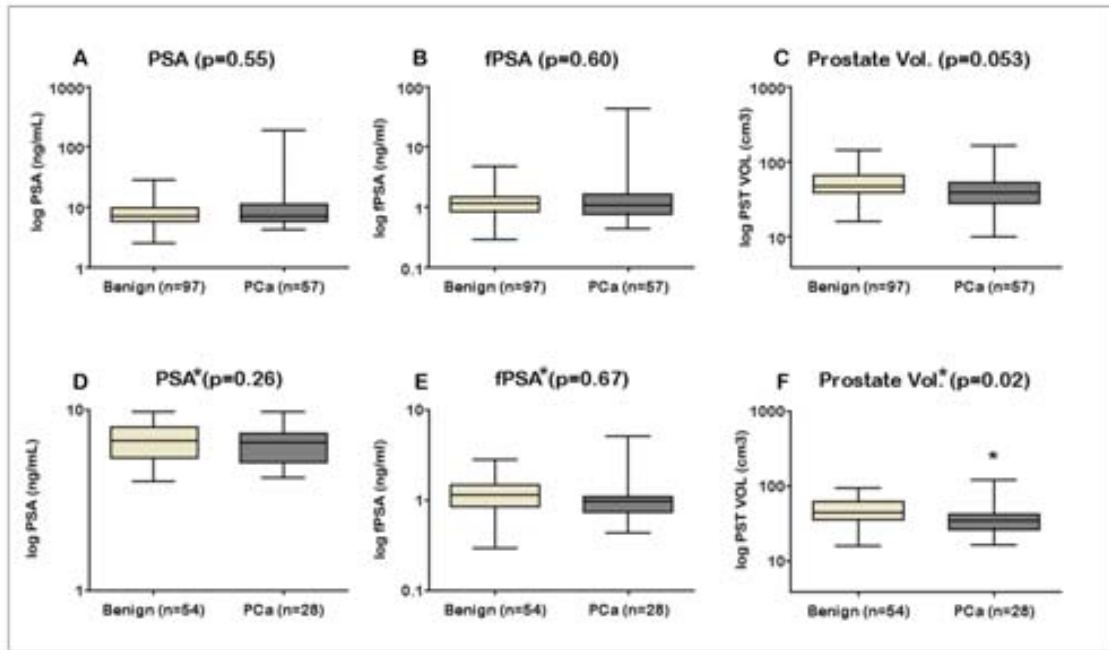 A PSA (p=0.55)
log PSA (ng/mL)
1000
100
10
1
Benign (n=97) PCa (n=57)
B fPSA (p=0.60)
log fPSA (ng/ml)
100
10
1
0.1
Benign (n=97) PCa (n=57)
C Prostate Vol. (p=0.053)
log PST VOL (cm3)
1000
100
10
Benign (n=97) PCa (n=57)
D PSA*(p=0.26)
log PSA (ng/mL)
10
1
Benign (n=54) PCa (n=28)
E fPSA*(p=0.67)
log fPSA (ng/ml)
10
1
0.1
Benign (n=54) PCa (n=28)
F Prostate Vol.* (p=0.02)
log PST VOL (cm3)
1000
100
10
*
Benign (n=54) PCa (n=28)